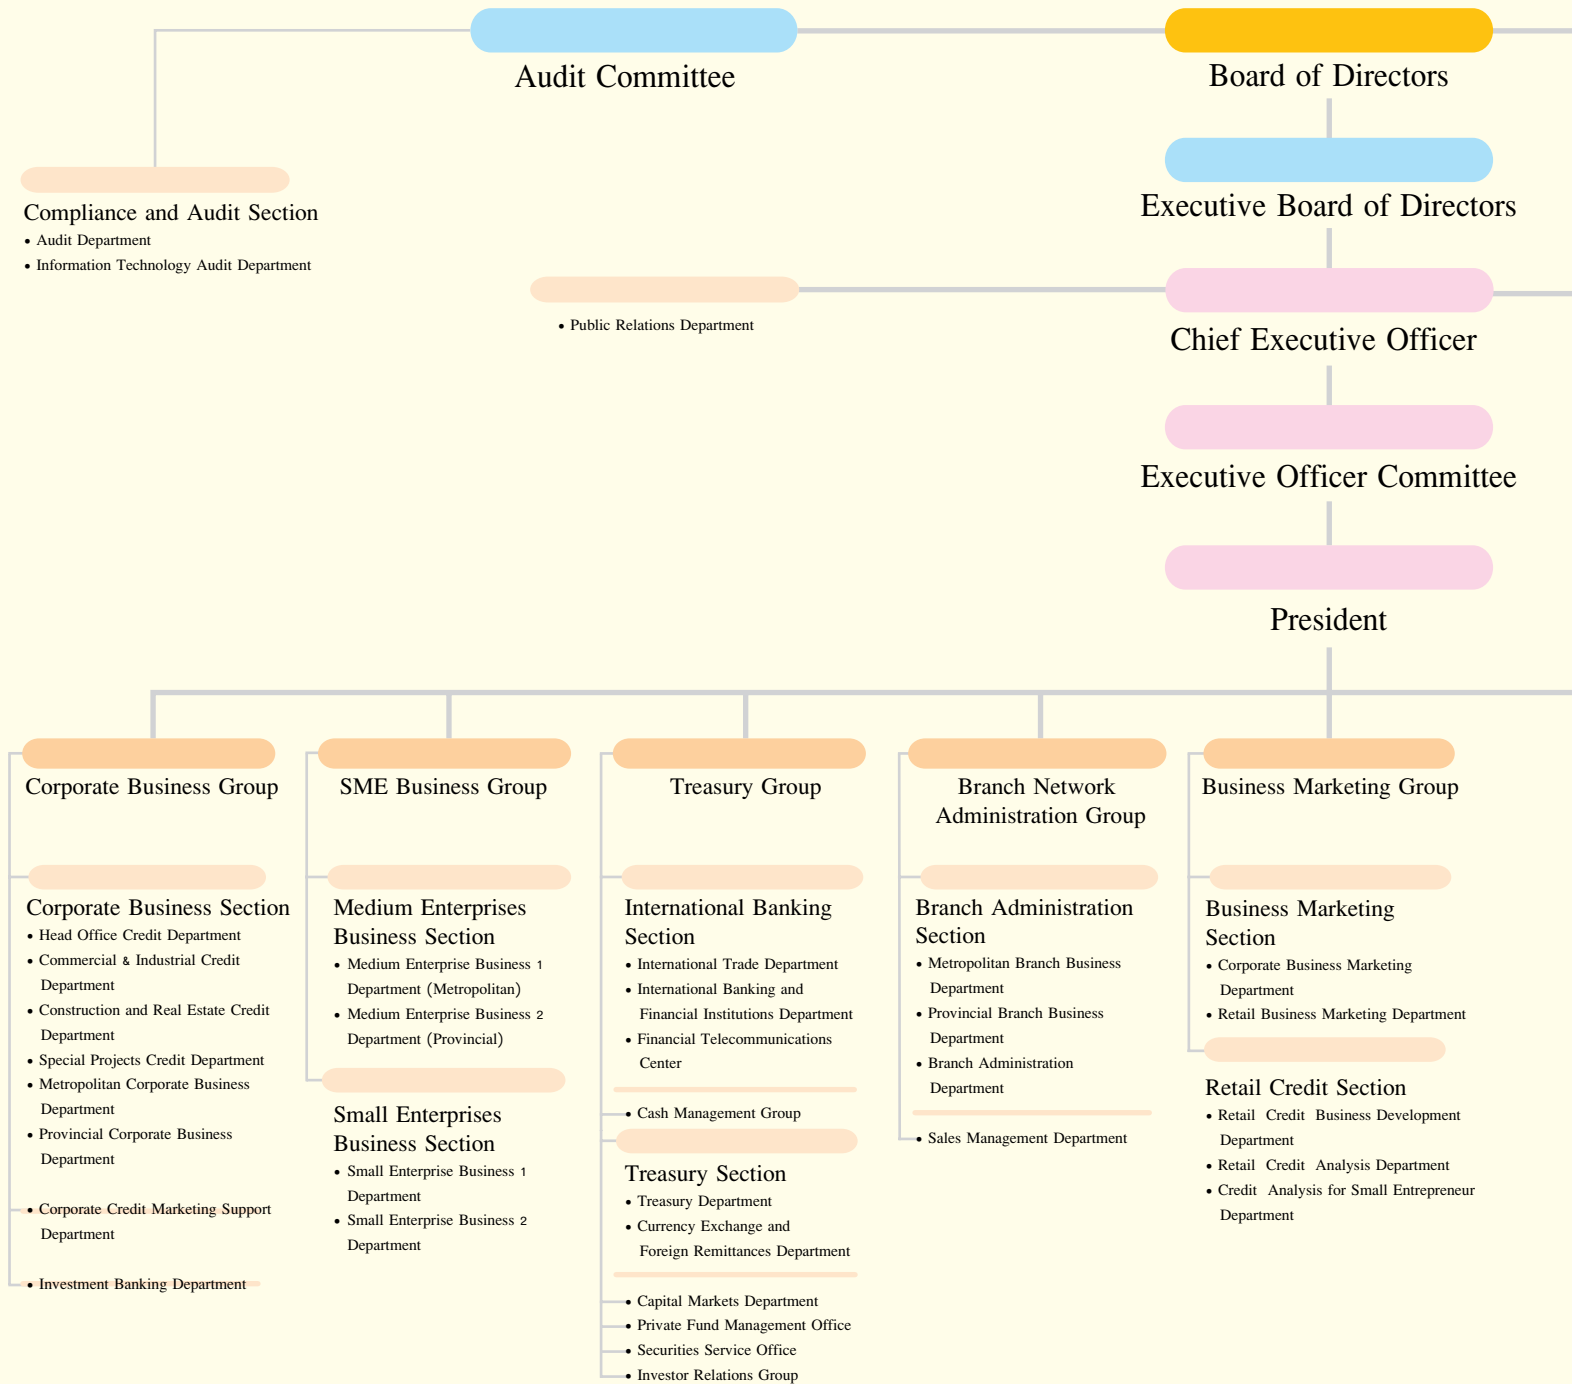 Audit Committee
Board of Directors
Executive Board of Directors
Compliance and Audit Section
• Audit Department
• Information Technology Audit Department
• Public Relations Department
Chief Executive Officer
Executive Officer Committee
President
Corporate Business Group
Corporate Business Section
• Head Office Credit Department
• Commercial & Industrial Credit
Department
• Construction and Real Estate Credit
Department
• Special Projects Credit Department
• Metropolitan Corporate Business
Department
• Provincial Corporate Business
Department
• Corporate Credit Marketing Support
Department
• Investment Banking Department
SME Business Group
Medium Enterprises
Business Section
• Medium Enterprise Business 1
Department (Metropolitan)
• Medium Enterprise Business 2
Department (Provincial)
Small Enterprises
Business Section
• Small Enterprise Business 1
Department
• Small Enterprise Business 2
Department
Treasury Group
International Banking
Section
• International Trade Department
• International Banking and
Financial Institutions Department
• Financial Telecommunications
Center
• Cash Management Group
Treasury Section
• Treasury Department
• Currency Exchange and
Foreign Remittances Department
• Capital Markets Department
• Private Fund Management Office
• Securities Service Office
• Investor Relations Group
Branch Network
Administration Group
Branch Administration
Section
• Metropolitan Branch Business
Department
• Provincial Branch Business
Department
• Branch Administration
Department
• Sales Management Department
Business Marketing Group
Business Marketing
Section
• Corporate Business Marketing
Department
• Retail Business Marketing Department
Retail Credit Section
• Retail Credit Business Development
Department
• Retail Credit Analysis Department
• Credit Analysis for Small Entrepreneur
Department